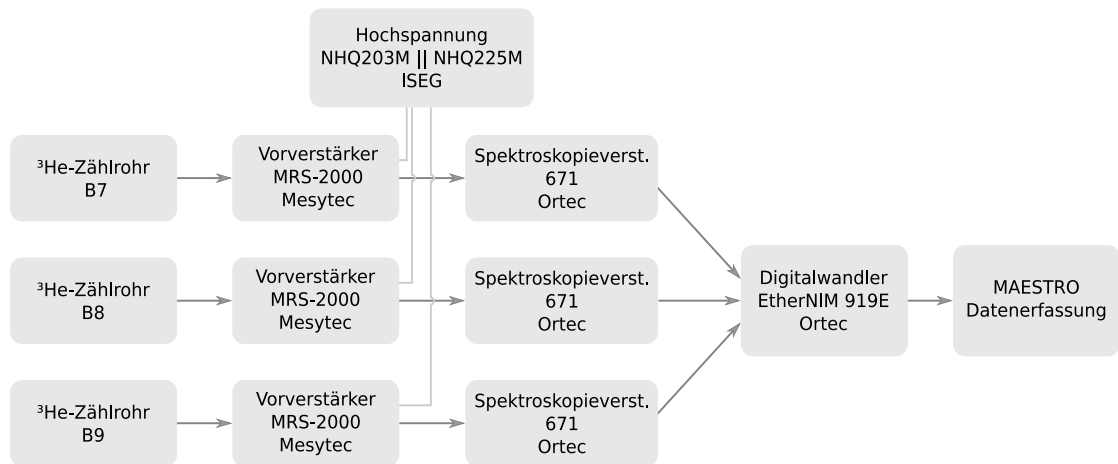 Hochspannung
NHQ203M || NHQ225M
ISEG
³He-Zählrohr
B7
Vorverstärker
MRS-2000
Mesytec
Spektroskopieverst.
671
Ortec
³He-Zählrohr
B8
Vorverstärker
MRS-2000
Mesytec
Spektroskopieverst.
671
Ortec
Digitalwandler
EtherNIM 919E
Ortec
MAESTRO
Datenerfassung
³He-Zählrohr
B9
Vorverstärker
MRS-2000
Mesytec
Spektroskopieverst.
671
Ortec